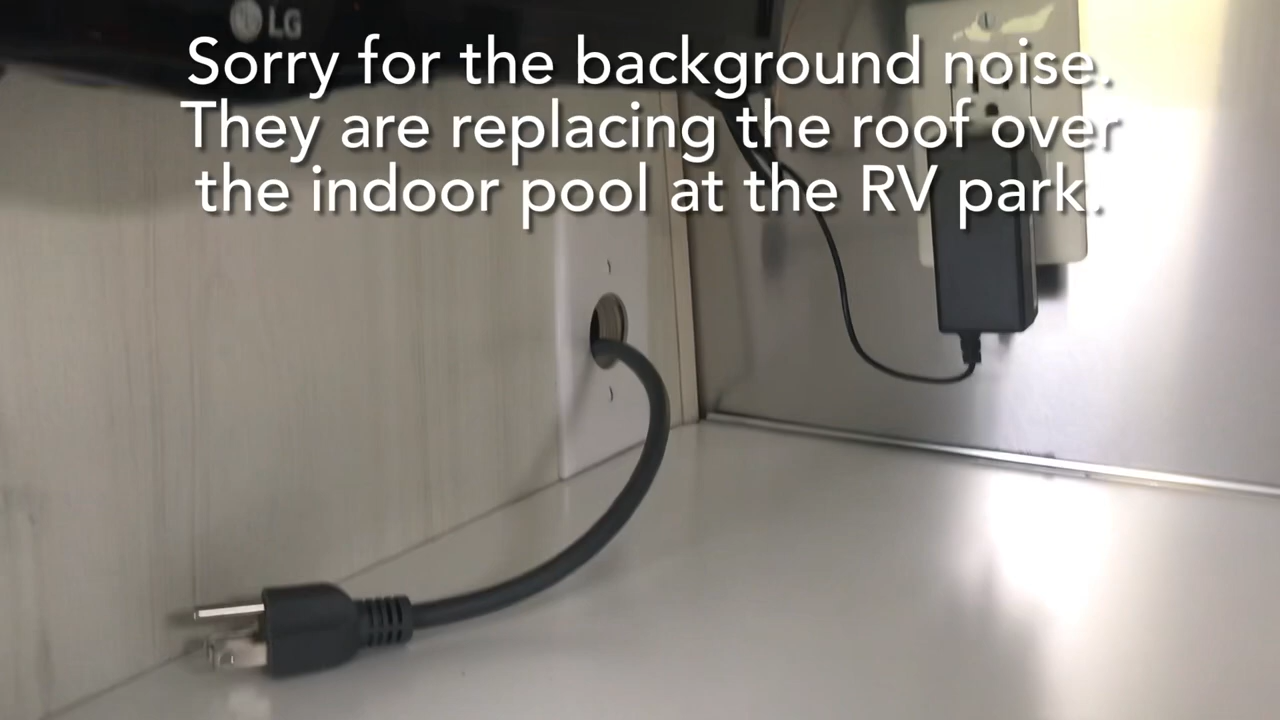 LG
Sorry for the background noise.
They are replacing the roof over
the indoor pool at the RV park.